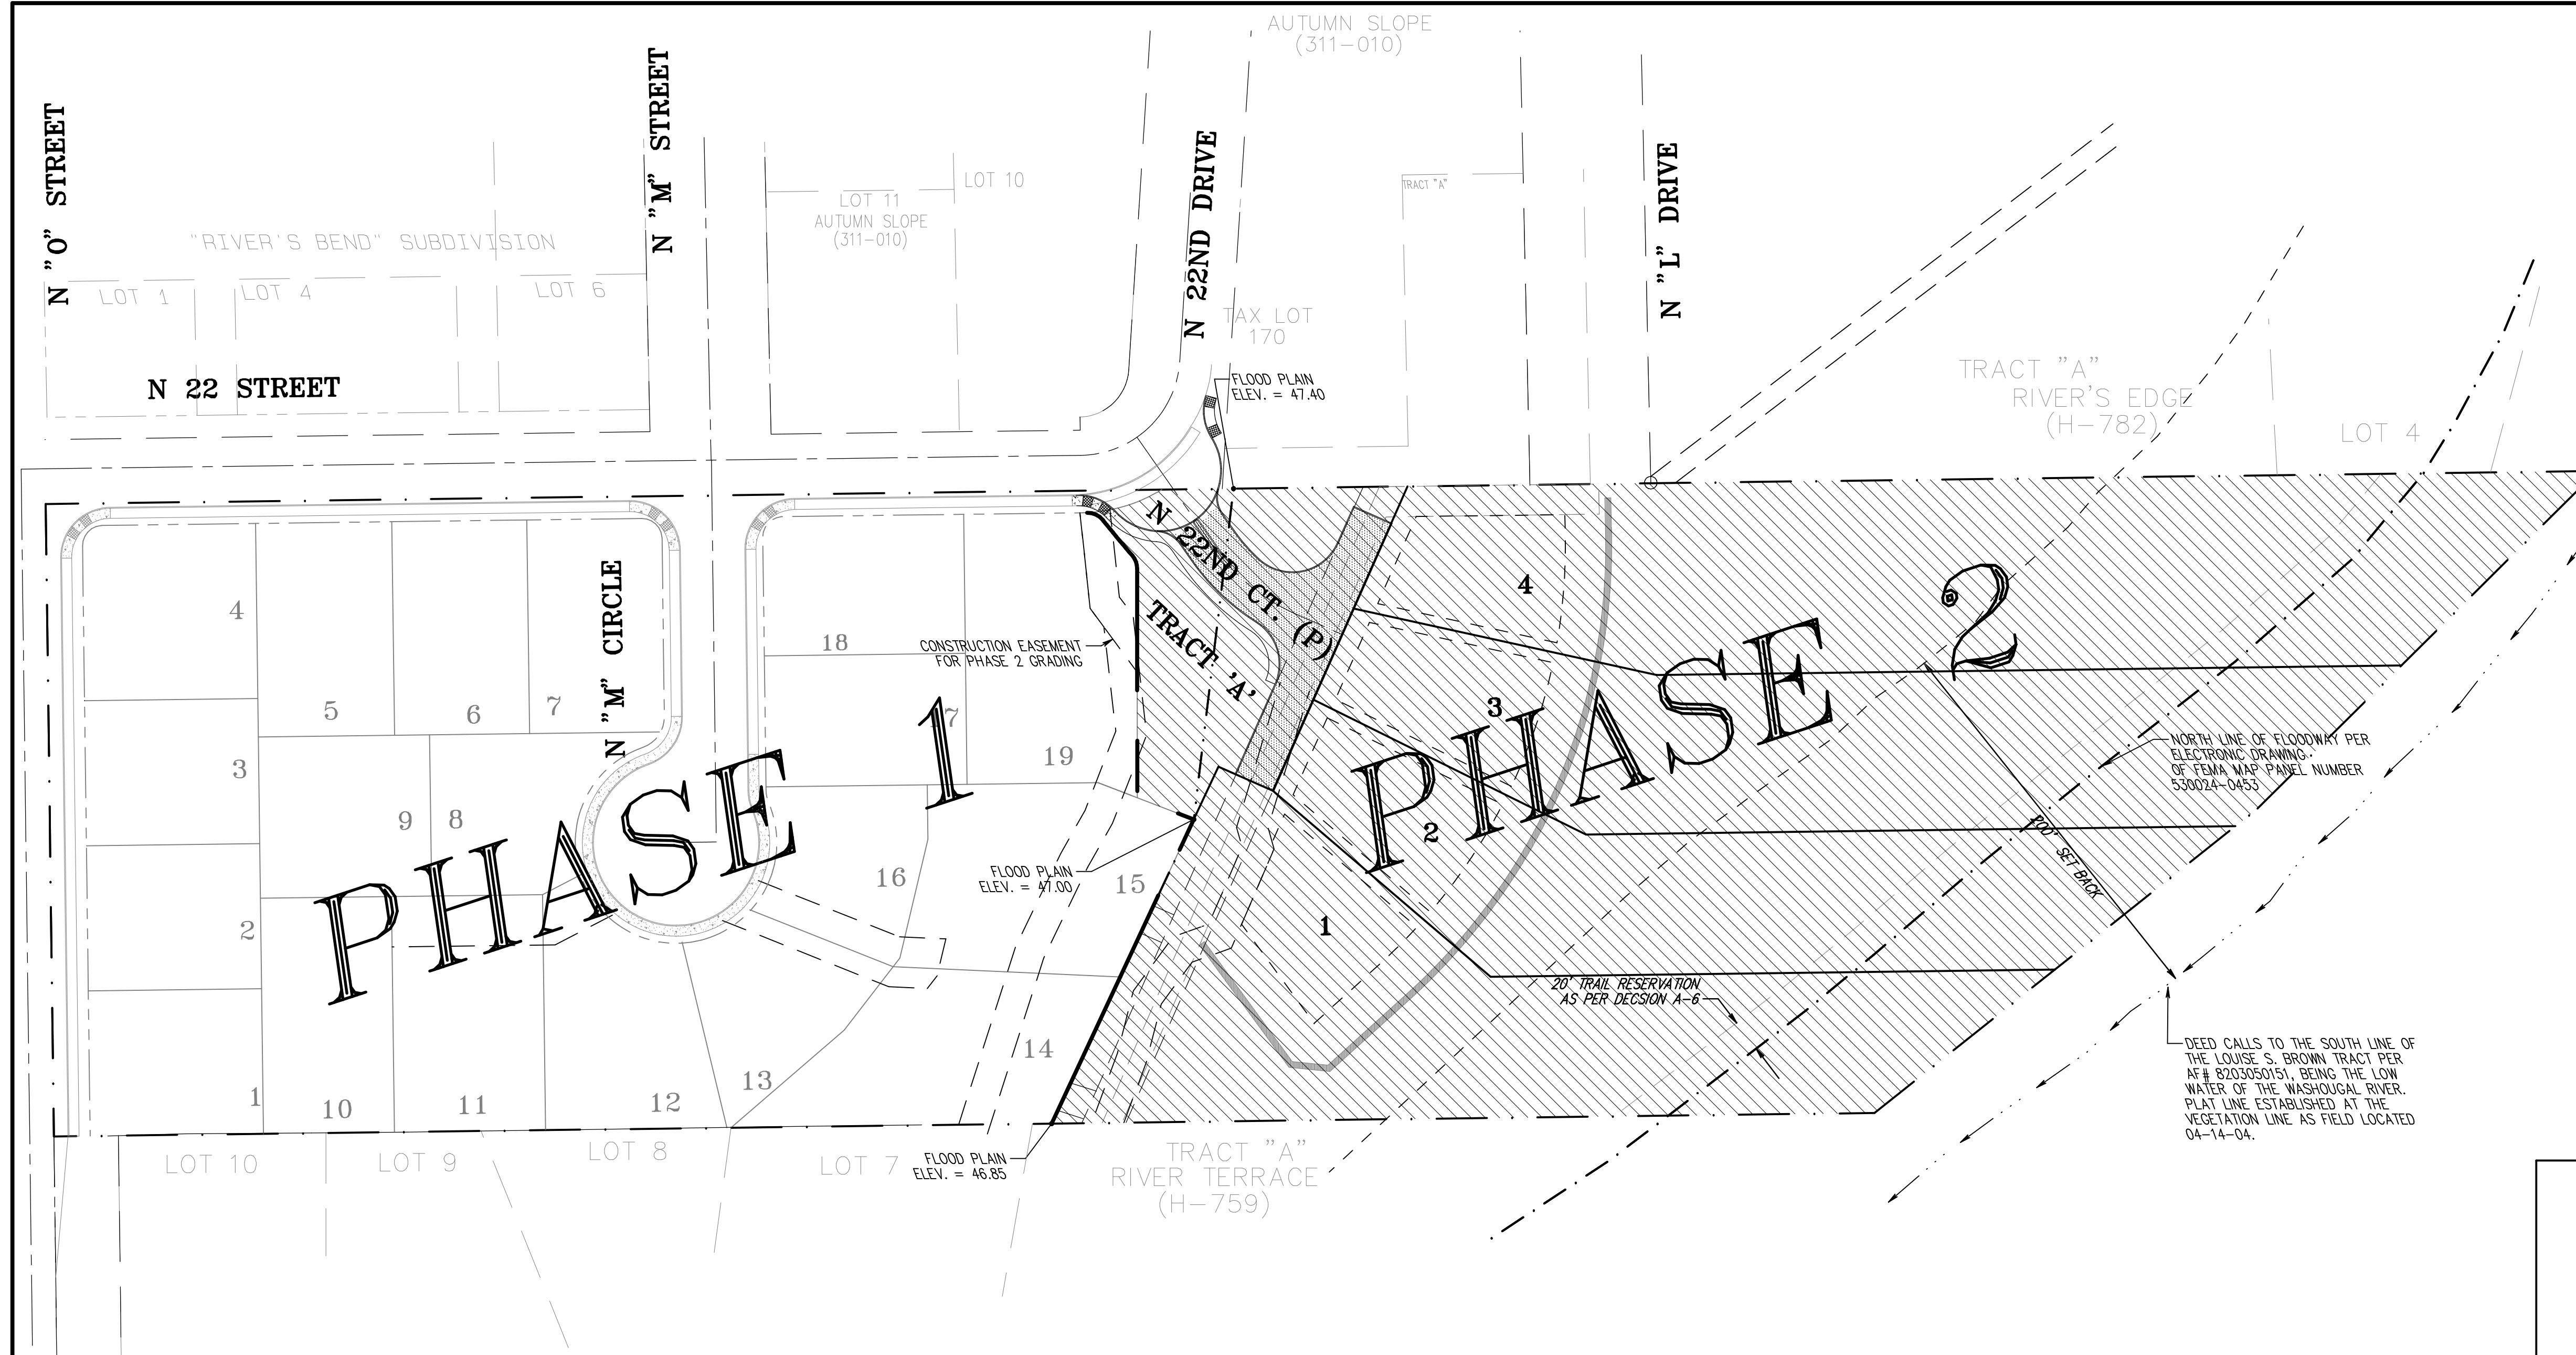 AUTUMN SLOPE
(311-010)
N "O" STREET
N "M" STREET
N 22ND DRIVE
N "L" DRIVE
LOT 10
LOT 11
AUTUMN SLOPE
(311-010)
TRACT "A"
"RIVER'S BEND" SUBDIVISION
LOT 1
LOT 4
LOT 6
TAX LOT
170
N 22 STREET
FLOOD PLAIN
ELEV. = 47.40
TRACT "A"
RIVER'S EDGE
(H-782)
LOT 4
N 22ND CT. (P)
TRACT 'A'
N "M" CIRCLE
CONSTRUCTION EASEMENT
FOR PHASE 2 GRADING
4
5
6
7
18
3
9
8
7
19
2
16
15
1
10
11
12
13
14
PHASE 1
4
3
2
1
PHASE 2
NORTH LINE OF FLOODWAY PER
ELECTRONIC DRAWING
OF FEMA MAP PANEL NUMBER
530024-0453
200' SET BACK
FLOOD PLAIN
ELEV. = 47.00
20' TRAIL RESERVATION
AS PER DECSION A-6
DEED CALLS TO THE SOUTH LINE OF
THE LOUISE S. BROWN TRACT PER
AF# 8203050151, BEING THE LOW
WATER OF THE WASHOUGAL RIVER.
PLAT LINE ESTABLISHED AT THE
VEGETATION LINE AS FIELD LOCATED
04-14-04.
LOT 10
LOT 9
LOT 8
LOT 7
FLOOD PLAIN
ELEV. = 46.85
TRACT "A"
RIVER TERRACE
(H-759)